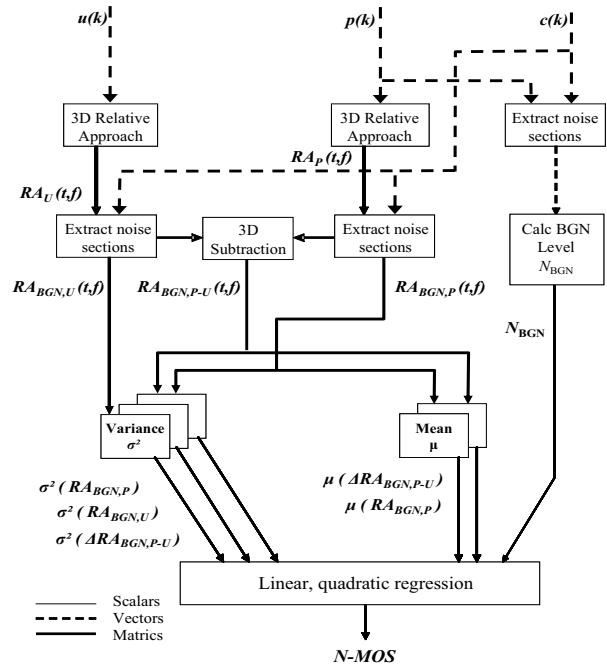 u(k) p(k) c(k)
3D Relative
Approach
3D Relative
Approach
Extract noise
sections
RA_P(t,f)
RA_U(t,f)
Extract noise
sections
3D
Subtraction
Extract noise
sections
Calc BGN
Level
N_BGN
RA_BGN,U(t,f) RA_BGN,P-U(t,f) RA_BGN,P(t,f)
N_BGN
Variance
σ²
Mean
μ
σ² ( RA_BGN,P )
σ² ( RA_BGN,U )
σ² ( ΔRA_BGN,P-U )
μ ( ΔRA_BGN,P-U )
μ ( RA_BGN,P )
Linear, quadratic regression
Scalars
Vectors
Matrics
N-MOS